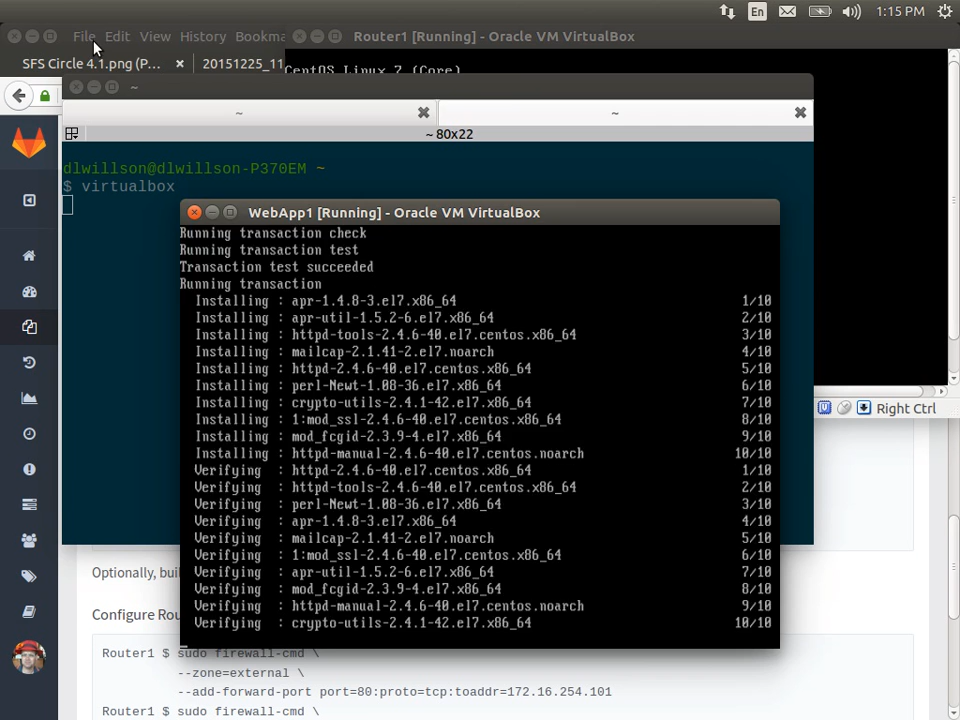 En 1:15 PM
File Edit View History Bookma
Router1 [Running] - Oracle VM VirtualBox
SFS Circle 4.1.png (P... × 20151225_11
CentOS Linux 7 (Core)
~
~ ~
~ 80x22
dlwillson@dlwillson-P370EM ~
$ virtualbox
WebApp1 [Running] - Oracle VM VirtualBox
Running transaction check
Running transaction test
Transaction test succeeded
Running transaction
Installing : apr-1.4.8-3.el7.x86_64 1/10
Installing : apr-util-1.5.2-6.el7.x86_64 2/10
Installing : httpd-tools-2.4.6-40.el7.centos.x86_64 3/10
Installing : mailcap-2.1.41-2.el7.noarch 4/10
Installing : httpd-2.4.6-40.el7.centos.x86_64 5/10
Installing : perl-Newt-1.08-36.el7.x86_64 6/10
Installing : crypto-utils-2.4.1-42.el7.x86_64 7/10
Installing : 1:mod_ssl-2.4.6-40.el7.centos.x86_64 8/10
Installing : mod_fcgid-2.3.9-4.el7.x86_64 9/10
Installing : httpd-manual-2.4.6-40.el7.centos.noarch 10/10
Verifying : httpd-2.4.6-40.el7.centos.x86_64 1/10
Verifying : httpd-tools-2.4.6-40.el7.centos.x86_64 2/10
Verifying : perl-Newt-1.08-36.el7.x86_64 3/10
Verifying : apr-1.4.8-3.el7.x86_64 4/10
Verifying : mailcap-2.1.41-2.el7.noarch 5/10
Verifying : 1:mod_ssl-2.4.6-40.el7.centos.x86_64 6/10
Verifying : apr-util-1.5.2-6.el7.x86_64 7/10
Verifying : mod_fcgid-2.3.9-4.el7.x86_64 8/10
Verifying : httpd-manual-2.4.6-40.el7.centos.noarch 9/10
Verifying : crypto-utils-2.4.1-42.el7.x86_64 10/10
Right Ctrl
Optionally, bui
Configure Rou
Router1 $ sudo firewall-cmd \
--zone=external \
--add-forward-port port=80:proto=tcp:toaddr=172.16.254.101
Router1 $ sudo firewall-cmd \